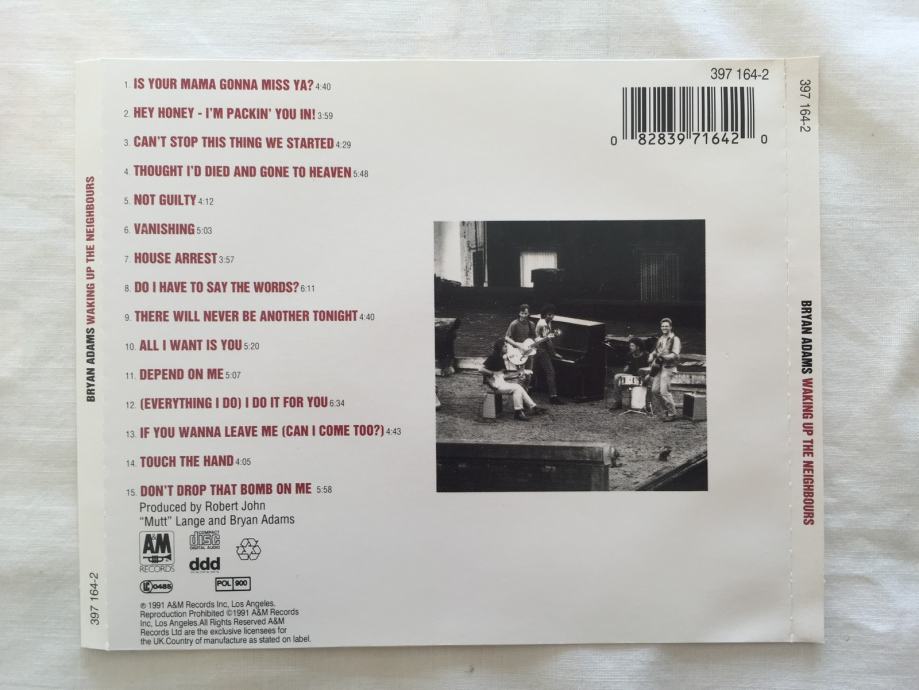 1. IS YOUR MAMA GONNA MISS YA? 4:40
2. HEY HONEY - I'M PACKIN' YOU IN! 3:59
3. CAN'T STOP THIS THING WE STARTED 4:29
4. THOUGHT I'D DIED AND GONE TO HEAVEN 5:48
5. NOT GUILTY 4:12
6. VANISHING 5:03
7. HOUSE ARREST 3:57
8. DO I HAVE TO SAY THE WORDS? 6:11
9. THERE WILL NEVER BE ANOTHER TONIGHT 4:40
10. ALL I WANT IS YOU 5:20
11. DEPEND ON ME 5:07
12. (EVERYTHING I DO) I DO IT FOR YOU 6:34
13. IF YOU WANNA LEAVE ME (CAN I COME TOO?) 4:43
14. TOUCH THE HAND 4:05
15. DON'T DROP THAT BOMB ON ME 5:58
Produced by Robert John
"Mutt" Lange and Bryan Adams
A&M
RECORDS
COMPACT
disc
DIGITAL AUDIO
ddd
LC 0485
POL 900
℗ 1991 A&M Records Inc, Los Angeles.
Reproduction Prohibited ©1991 A&M Records
Inc, Los Angeles.All Rights Reserved A&M
Records Ltd are the exclusive licensees for
the UK.Country of manufacture as stated on label.
397 164-2
0 82839 71642 0
BRYAN ADAMS WAKING UP THE NEIGHBOURS
397 164-2
397 164-2
BRYAN ADAMS WAKING UP THE NEIGHBOURS